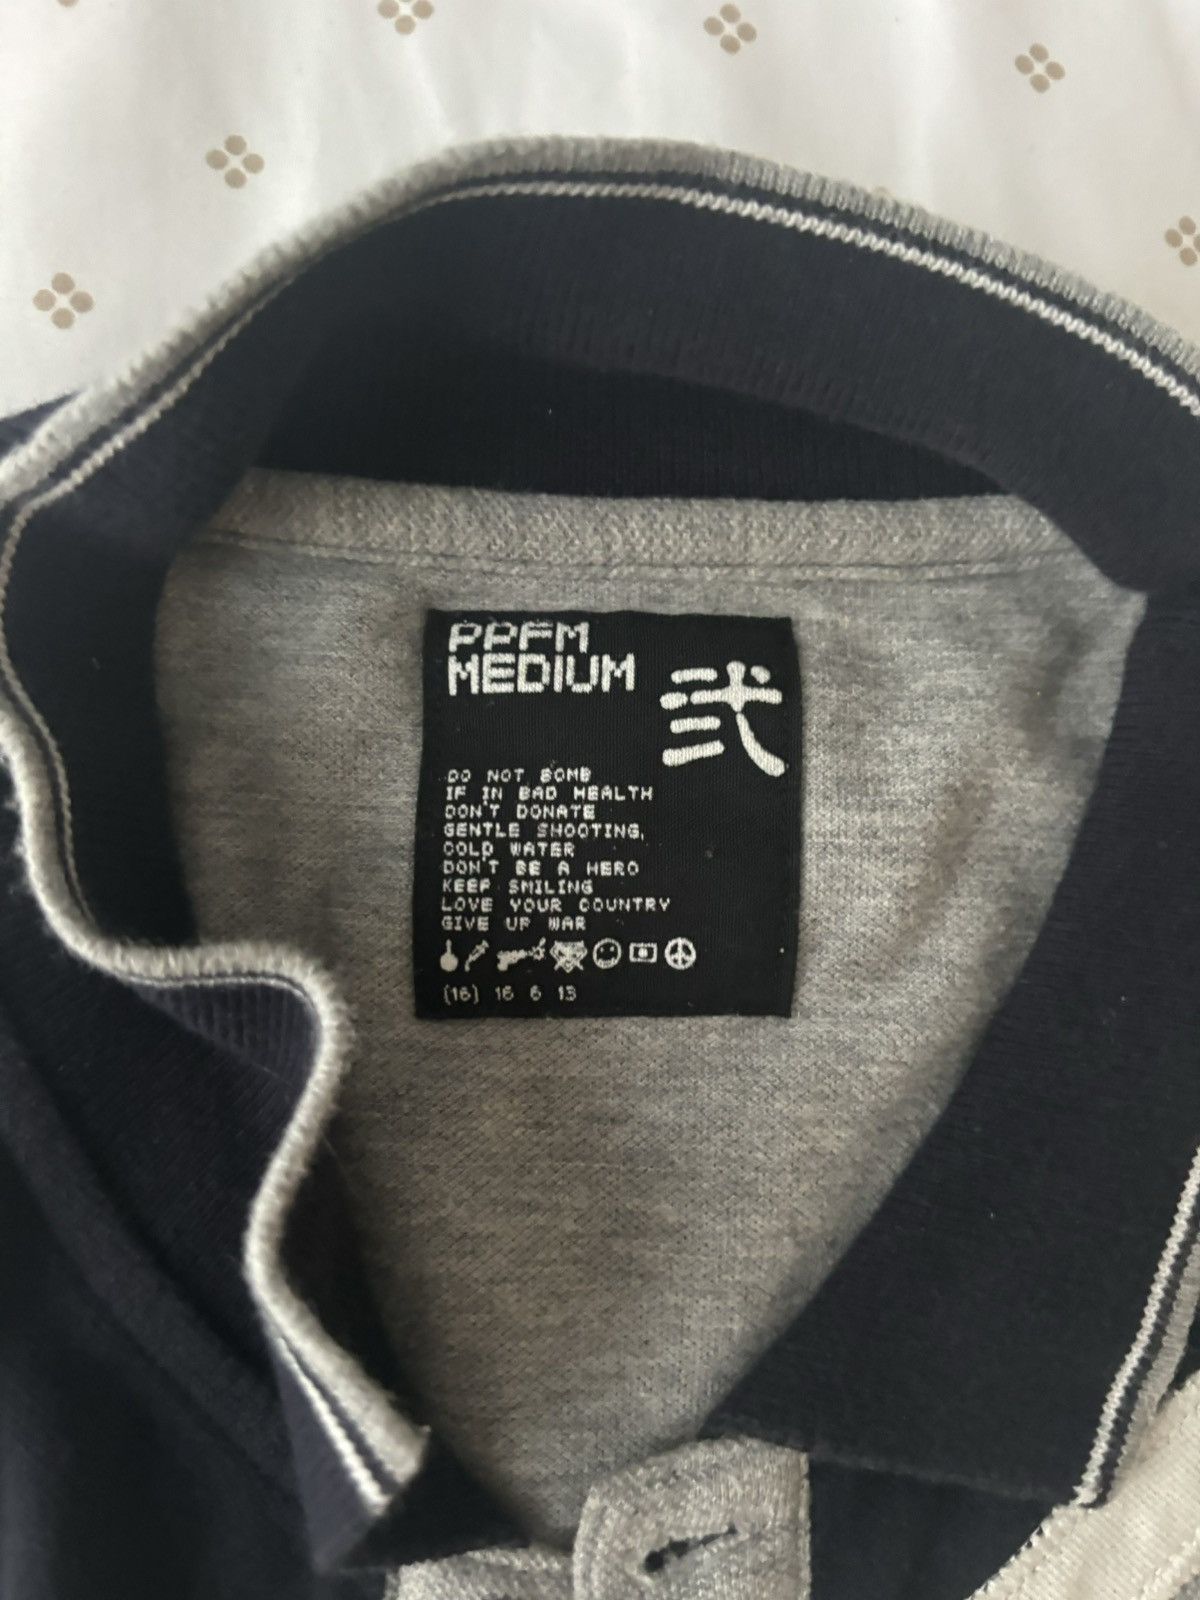 PPFM
MEDIUM
弐
DO NOT BOMB
IF IN BAD HEALTH
DON'T DONATE
GENTLE SHOOTING,
COLD WATER
DON'T BE A HERO
KEEP SMILING
LOVE YOUR COUNTRY
GIVE UP WAR
(16) 16 6 13